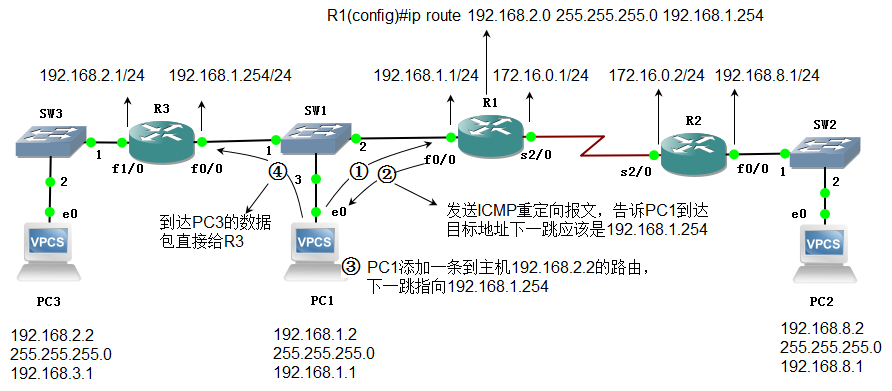 R1(config)#ip route 192.168.2.0 255.255.255.0 192.168.1.254
192.168.2.1/24
192.168.1.254/24
192.168.1.1/24
172.16.0.1/24
172.16.0.2/24
192.168.8.1/24
SW3
R3
SW1
R1
R2
SW2
1
f1/0
f0/0
1
2
f0/0
s2/0
s2/0
f0/0
1
2
④
3
①
②
2
e0
e0
e0
到达PC3的数据
包直接给R3
发送ICMP重定向报文，告诉PC1到达
目标地址下一跳应该是192.168.1.254
VPCS
VPCS
VPCS
③ PC1添加一条到主机192.168.2.2的路由，
下一跳指向192.168.1.254
PC3
PC1
PC2
192.168.2.2
255.255.255.0
192.168.3.1
192.168.1.2
255.255.255.0
192.168.1.1
192.168.8.2
255.255.255.0
192.168.8.1